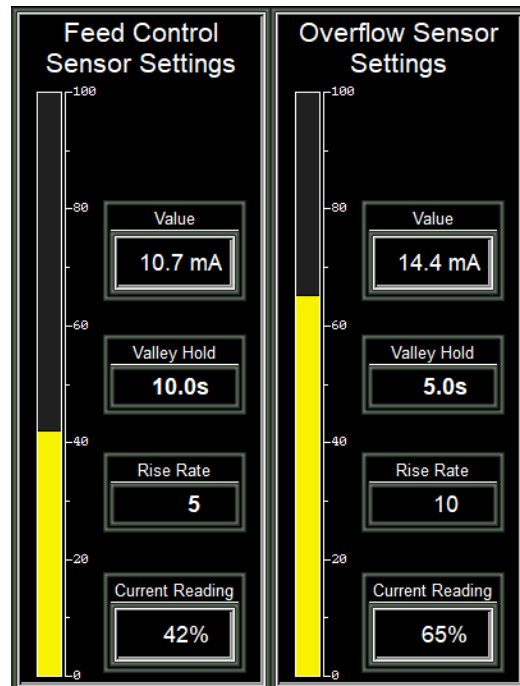 Feed Control
Sensor Settings
100
80
60
40
20
0
Value
10.7 mA
Valley Hold
10.0s
Rise Rate
5
Current Reading
42%
Overflow Sensor
Settings
100
80
60
40
20
0
Value
14.4 mA
Valley Hold
5.0s
Rise Rate
10
Current Reading
65%